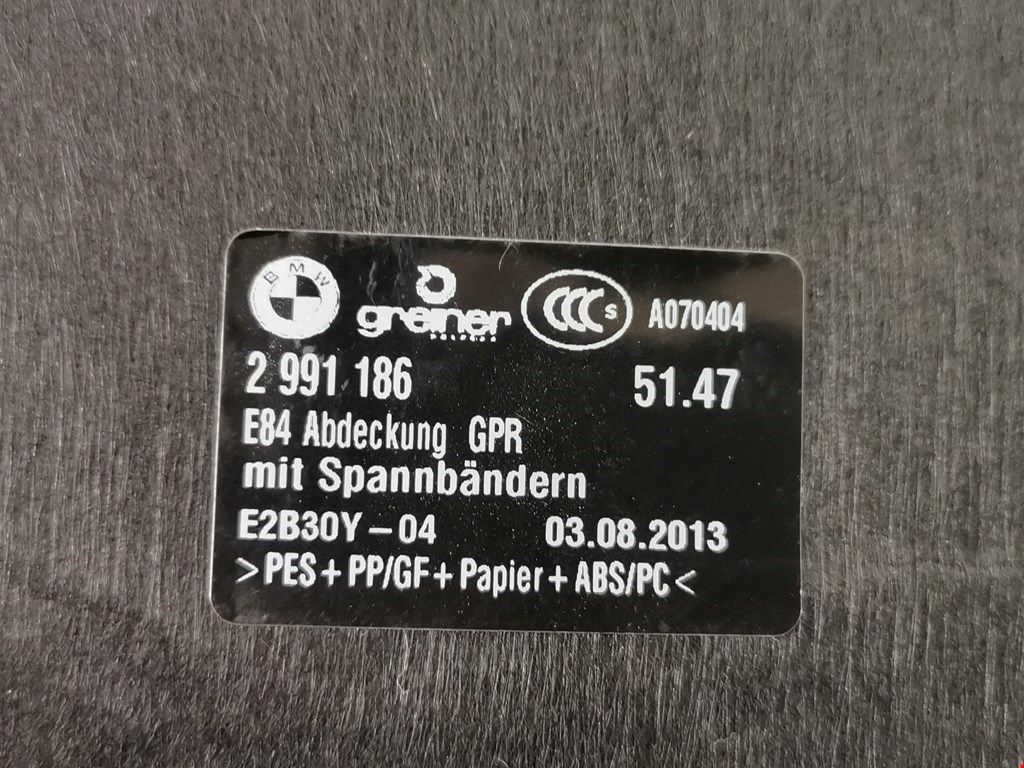 BMW greiner CCC S A070404
2 991 186 51.47
E84 Abdeckung GPR
mit Spannbändern
E2B30Y-04 03.08.2013
>PES+PP/GF+Papier+ABS/PC<